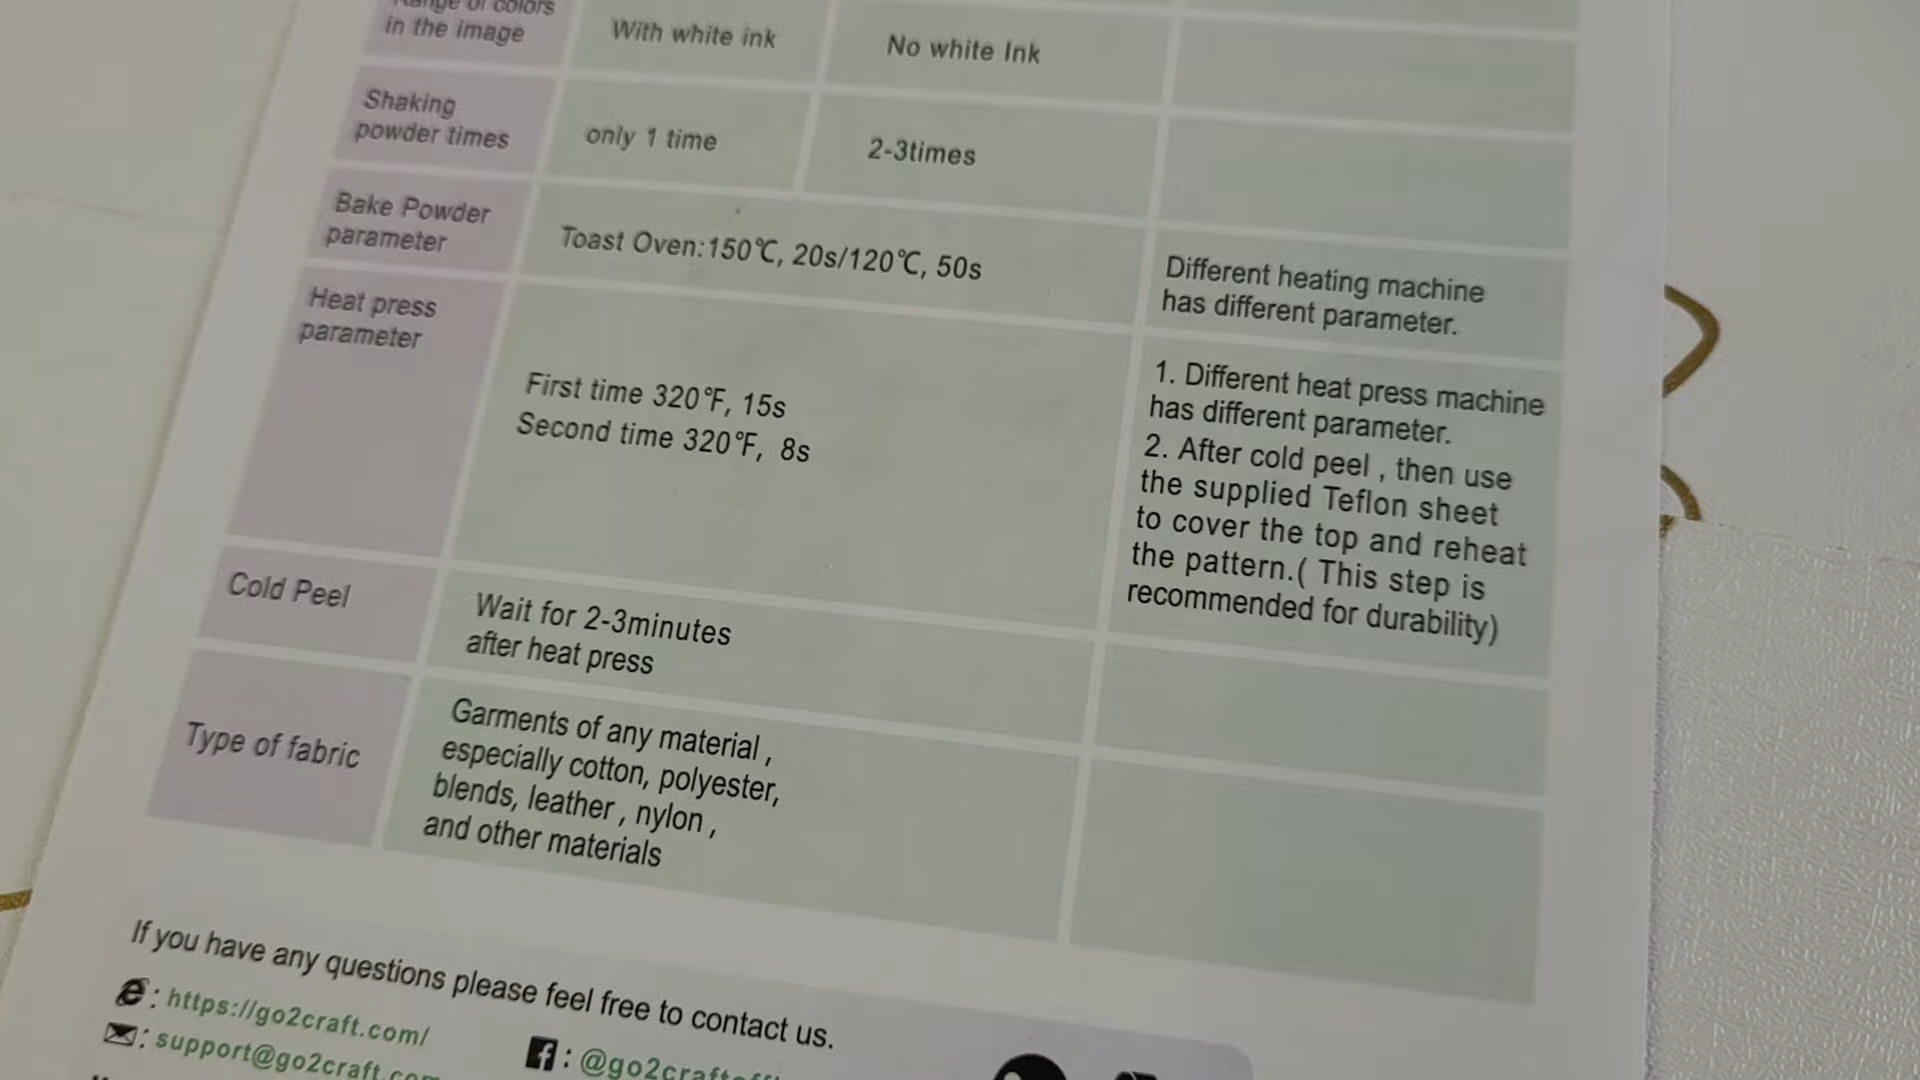 Range of colors
in the image
With white ink
No white Ink
Shaking
powder times
only 1 time
2-3times
Bake Powder
parameter
Toast Oven:150℃, 20s/120℃, 50s
Different heating machine
has different parameter.
Heat press
parameter
First time 320℉, 15s
Second time 320℉, 8s
1. Different heat press machine
has different parameter.
2. After cold peel , then use
the supplied Teflon sheet
to cover the top and reheat
the pattern.( This step is
recommended for durability)
Cold Peel
Wait for 2-3minutes
after heat press
Type of fabric
Garments of any material ,
especially cotton, polyester,
blends, leather , nylon ,
and other materials
If you have any questions please feel free to contact us.
: https://go2craft.com/
: support@go2craft.com
: